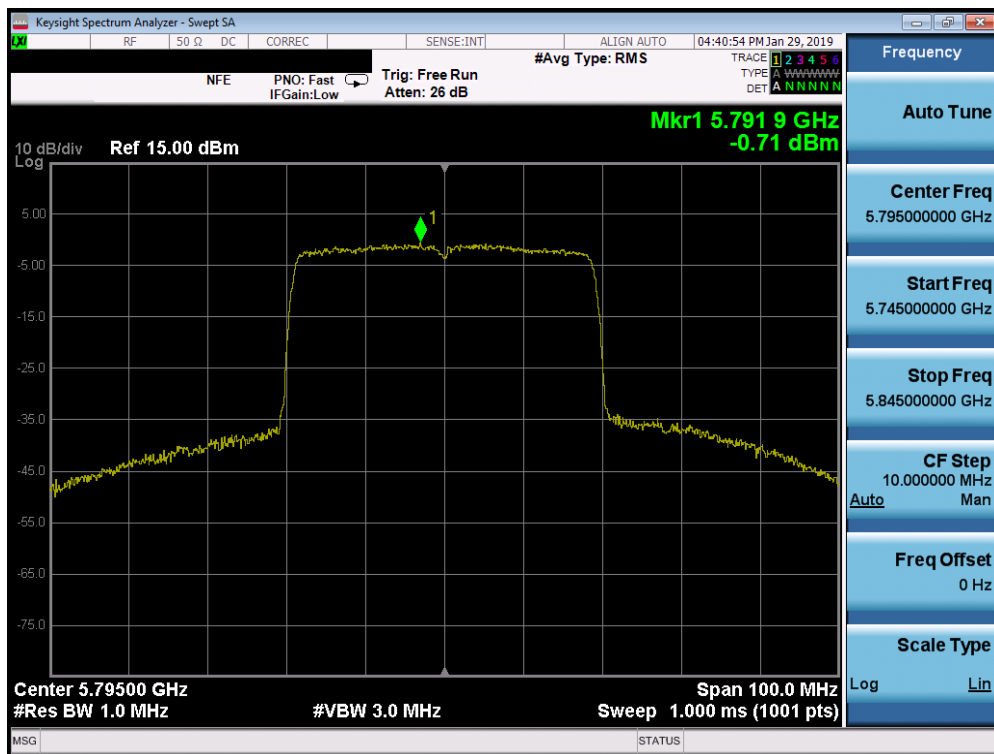 Keysight Spectrum Analyzer - Swept SA
LXI RF 50 Ω DC CORREC SENSE:INT ALIGN AUTO 04:40:54 PM Jan 29, 2019
NFE PNO: Fast IFGain:Low
Trig: Free Run
Atten: 26 dB
#Avg Type: RMS
TRACE 1 2 3 4 5 6
TYPE A WWWWW
DET A N N N N N
Mkr1 5.791 9 GHz
-0.71 dBm
10 dB/div Ref 15.00 dBm
Log
5.00
1
-5.00
-15.0
-25.0
-35.0
-45.0
-55.0
-65.0
-75.0
Center 5.79500 GHz Span 100.0 MHz
#Res BW 1.0 MHz #VBW 3.0 MHz Sweep 1.000 ms (1001 pts)
MSG STATUS
Frequency
Auto Tune
Center Freq
5.795000000 GHz
Start Freq
5.745000000 GHz
Stop Freq
5.845000000 GHz
CF Step
10.000000 MHz
Auto Man
Freq Offset
0 Hz
Scale Type
Log Lin